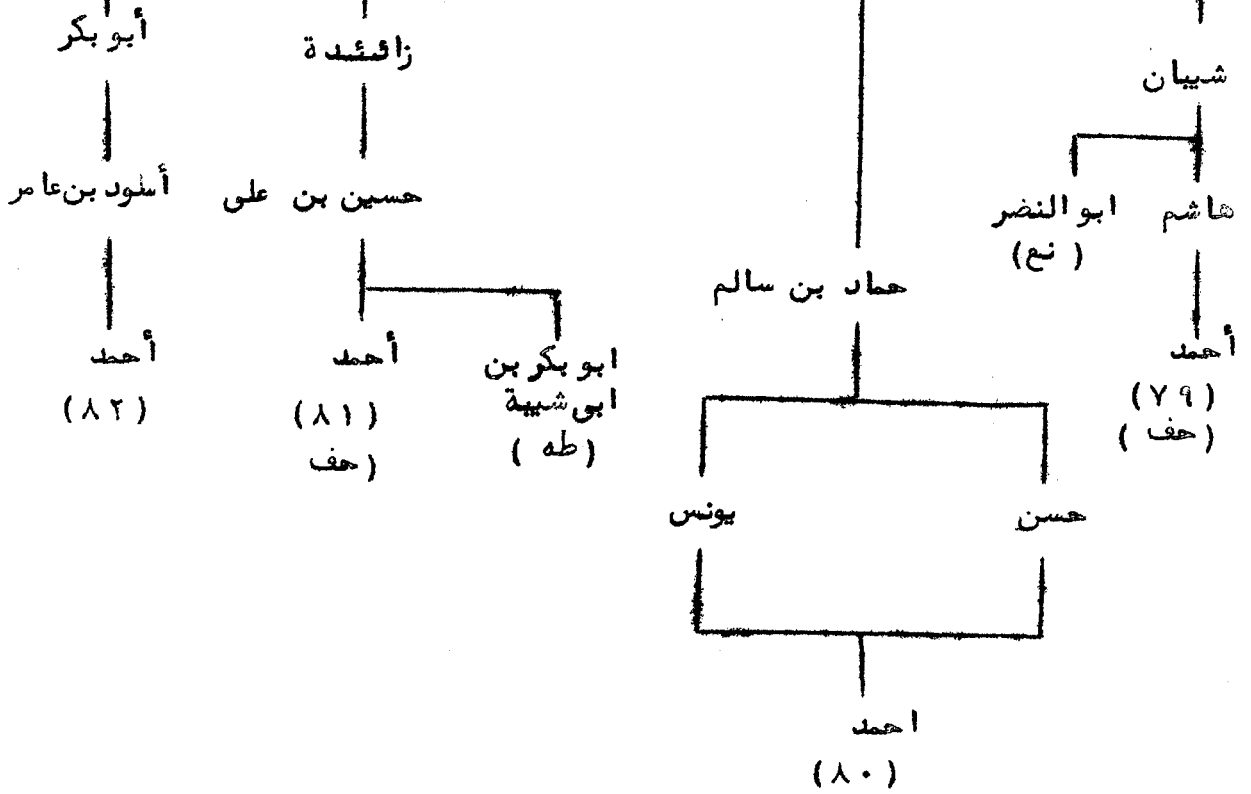 شيبان
هاشم
ابو النضر
( نع )
أحمد
(٧٩)
( حف )
حماد بن سالم
حسن
يونس
احمد
(٨٠)
زائدة
حسين بن على
ابو بكر بن
ابى شيبة
( طه )
أحمد
(٨١)
(حف
أبو بكر
أسود بن عامر
أحمد
(٨٢)